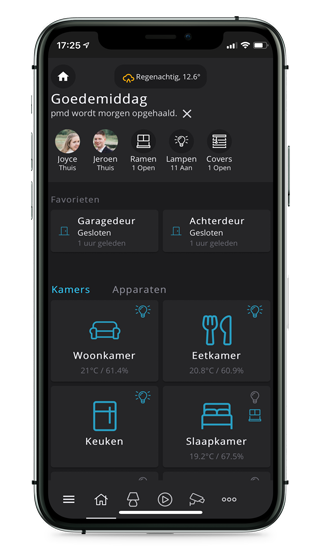 17:25
Regenachtig, 12.6°
Goedemiddag
pmd wordt morgen opgehaald.
Joyce Jeroen Ramen Lampen Covers
Thuis Thuis 1 Open 11 Aan 1 Open
Favorieten
Garagedeur Achterdeur
Gesloten Gesloten
1 uur geleden 1 uur geleden
Kamers Apparaten
Woonkamer Eetkamer
21°C / 61.4% 20.8°C / 60.9%
Keuken Slaapkamer
19.2°C / 67.5%